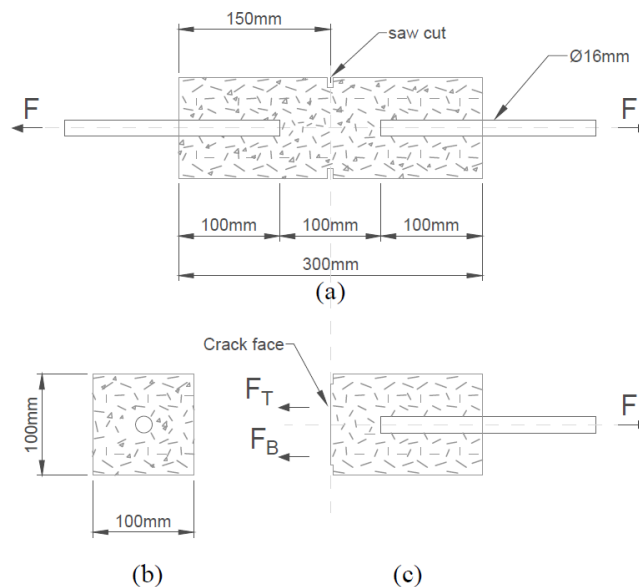 150mm
saw cut
Ø16mm
F
F
100mm
100mm
100mm
300mm
(a)
Crack face
100mm
F_T
F_B
F
100mm
(b)
(c)